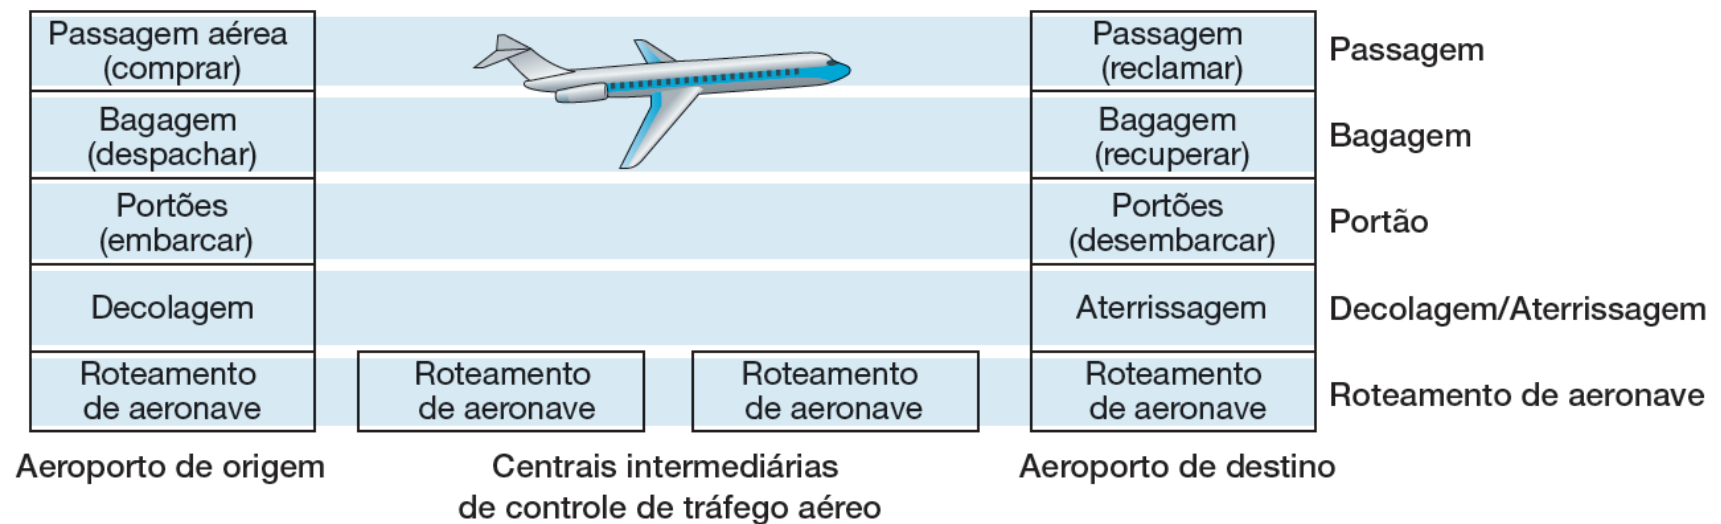 Passagem aérea
(comprar)
Passagem
(reclamar)
Passagem
Bagagem
(despachar)
Bagagem
(recuperar)
Bagagem
Portões
(embarcar)
Portões
(desembarcar)
Portão
Decolagem
Aterrissagem
Decolagem/Aterrissagem
Roteamento
de aeronave
Roteamento
de aeronave
Roteamento
de aeronave
Roteamento
de aeronave
Roteamento de aeronave
Aeroporto de origem
Centrais intermediárias
de controle de tráfego aéreo
Aeroporto de destino